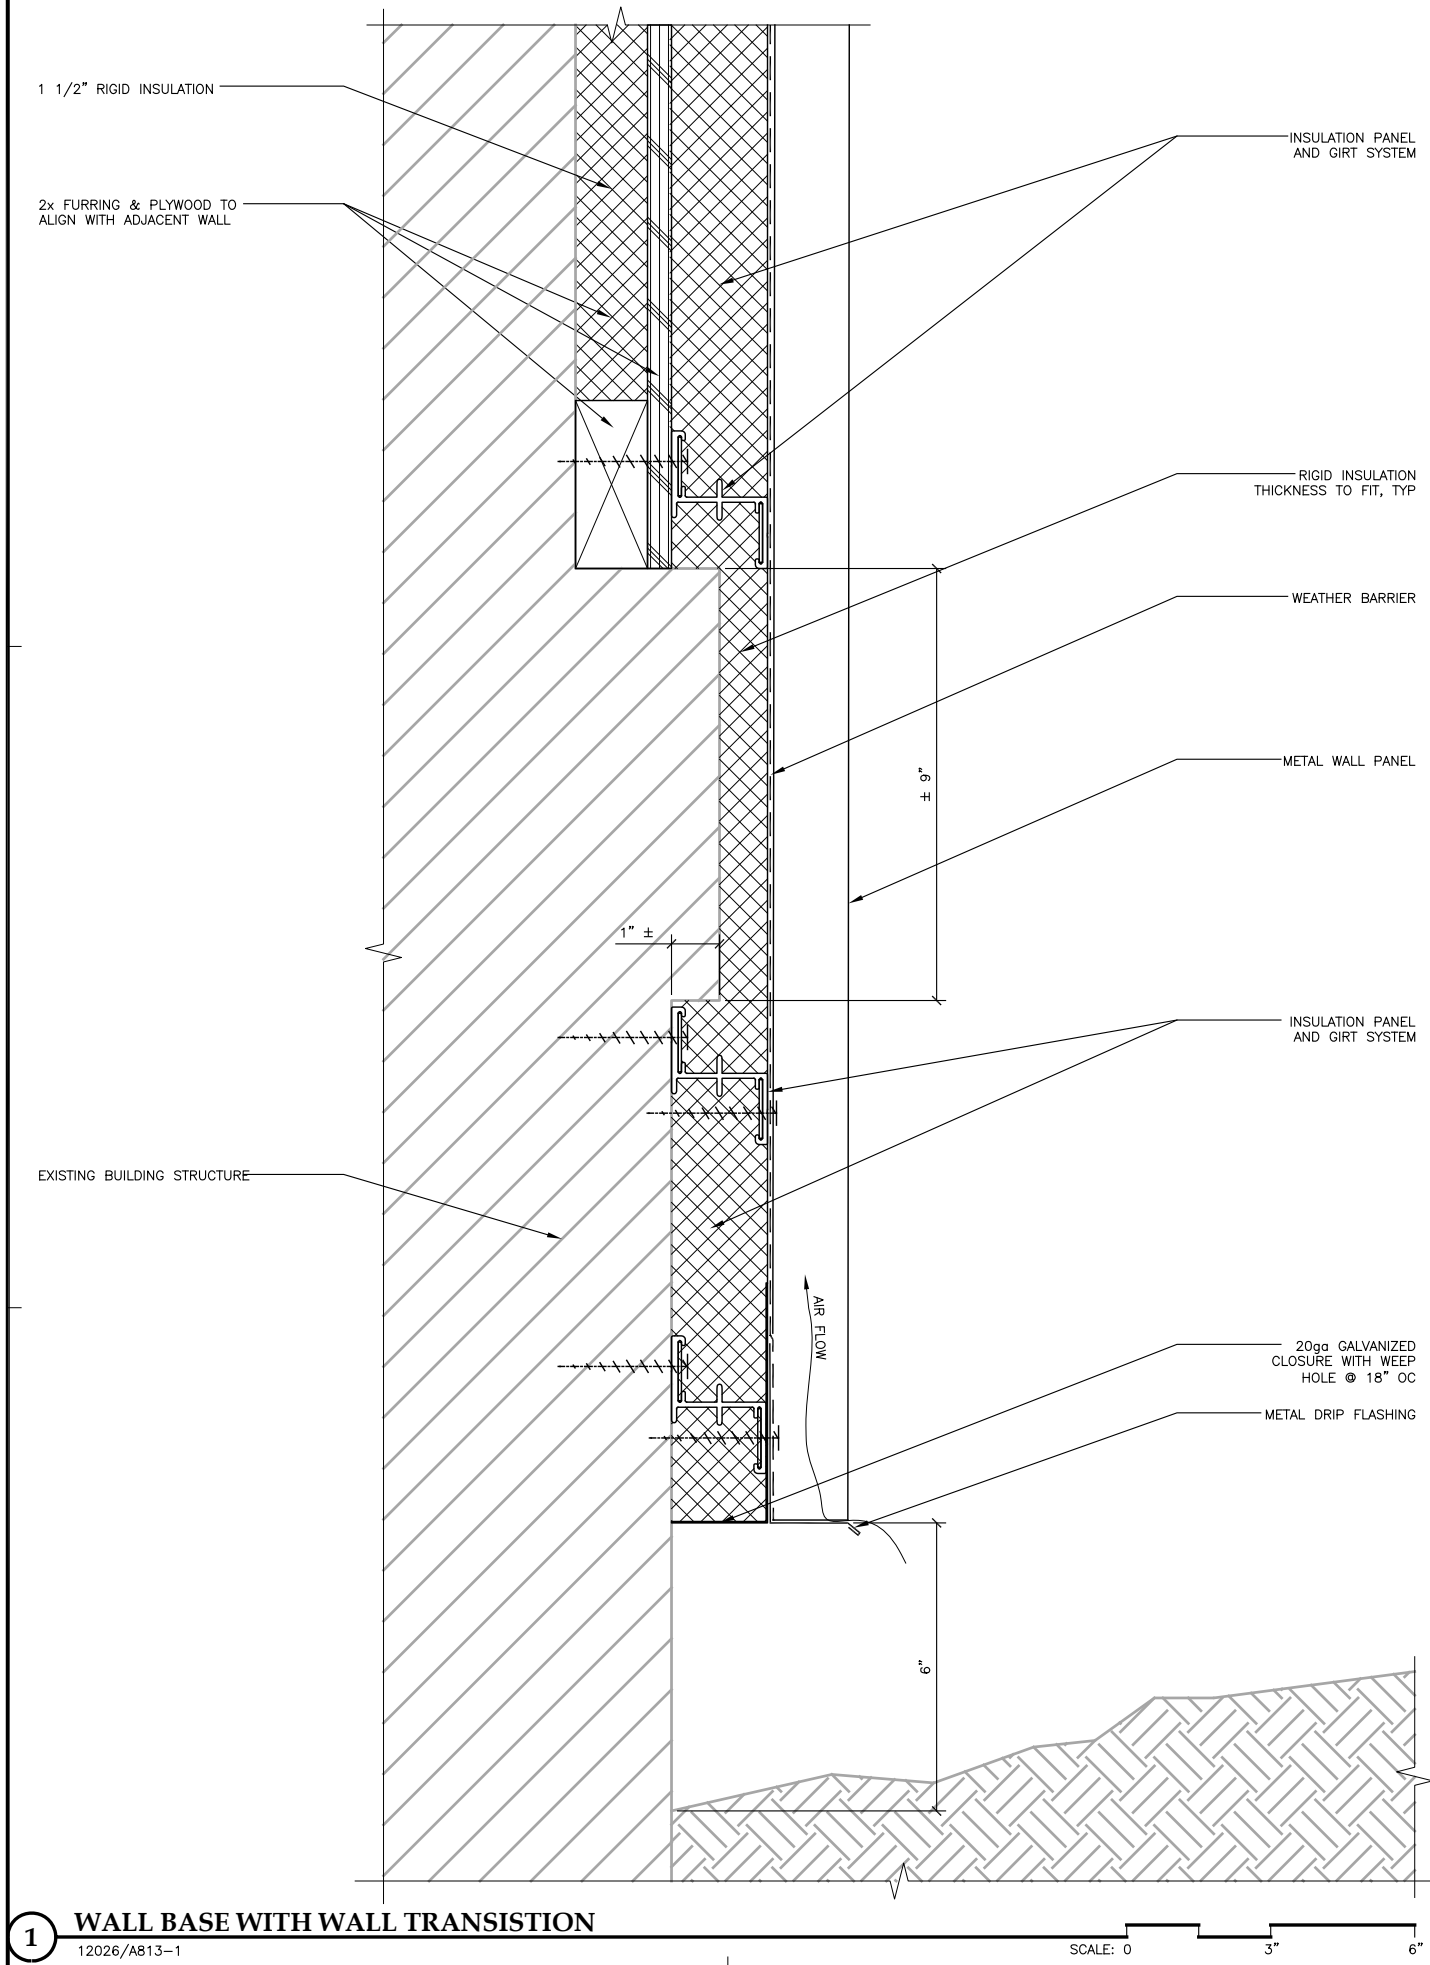 1 1/2" RIGID INSULATION
2x FURRING & PLYWOOD TO
ALIGN WITH ADJACENT WALL
INSULATION PANEL
AND GIRT SYSTEM
RIGID INSULATION
THICKNESS TO FIT, TYP
WEATHER BARRIER
METAL WALL PANEL
9" ±
1" ±
INSULATION PANEL
AND GIRT SYSTEM
EXISTING BUILDING STRUCTURE
AIR FLOW
20ga GALVANIZED
CLOSURE WITH WEEP
HOLE @ 18" OC
METAL DRIP FLASHING
6"
1
WALL BASE WITH WALL TRANSISTION
12026/A813-1
SCALE: 0 3" 6"